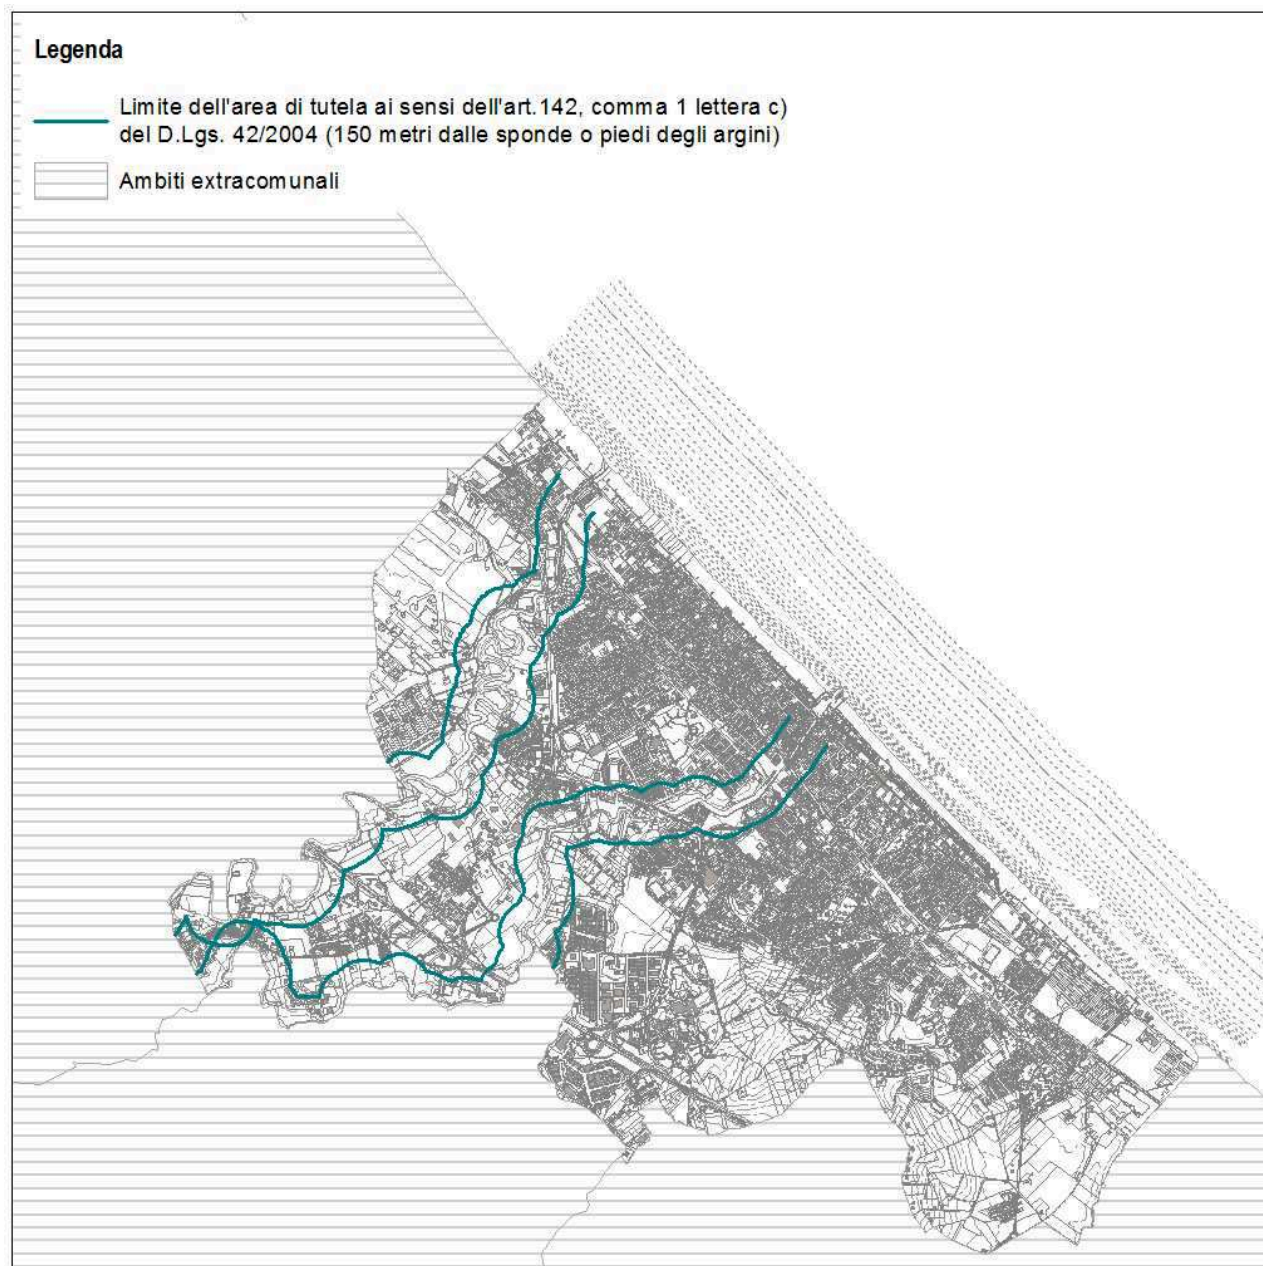 Legenda
Limite dell'area di tutela ai sensi dell'art.142, comma 1 lettera c)
del D.Lgs. 42/2004 (150 metri dalle sponde o piedi degli argini)
Ambiti extracomunali